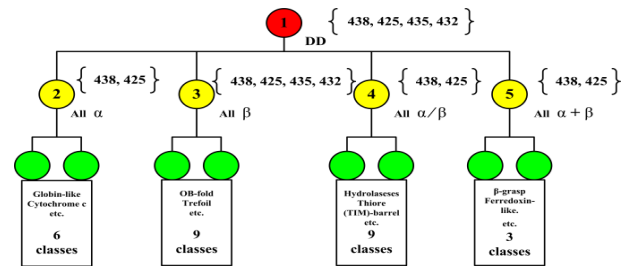 1 { 438, 425, 435, 432}
DD
2 { 438, 425}
All α
3 { 438, 425, 435, 432}
All β
4 { 438, 425}
All α/β
5 { 438, 425}
All α + β
Globin-like
Cytochrome c
etc.
6
classes
OB-fold
Trefoil
etc.
9
classes
Hydrolaseses
Thiore
(TIM)-barrel
etc.
9
classes
β-grasp
Ferredoxin-
like.
etc.
3
classes